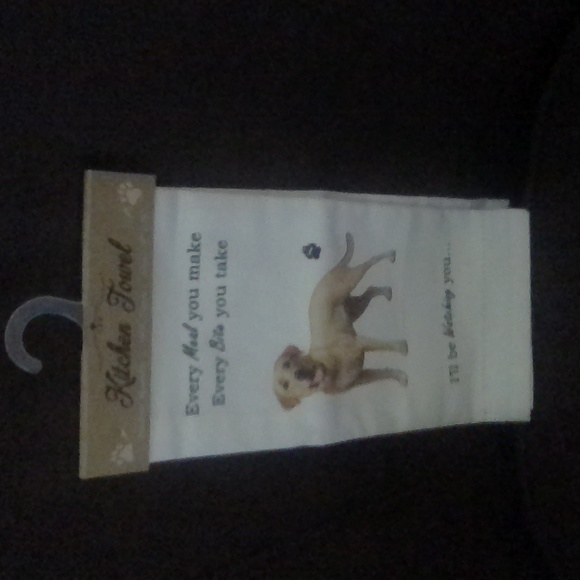 Kitchen Towel
Every Meal you make
Every Bite you take
I'll be Watching you...